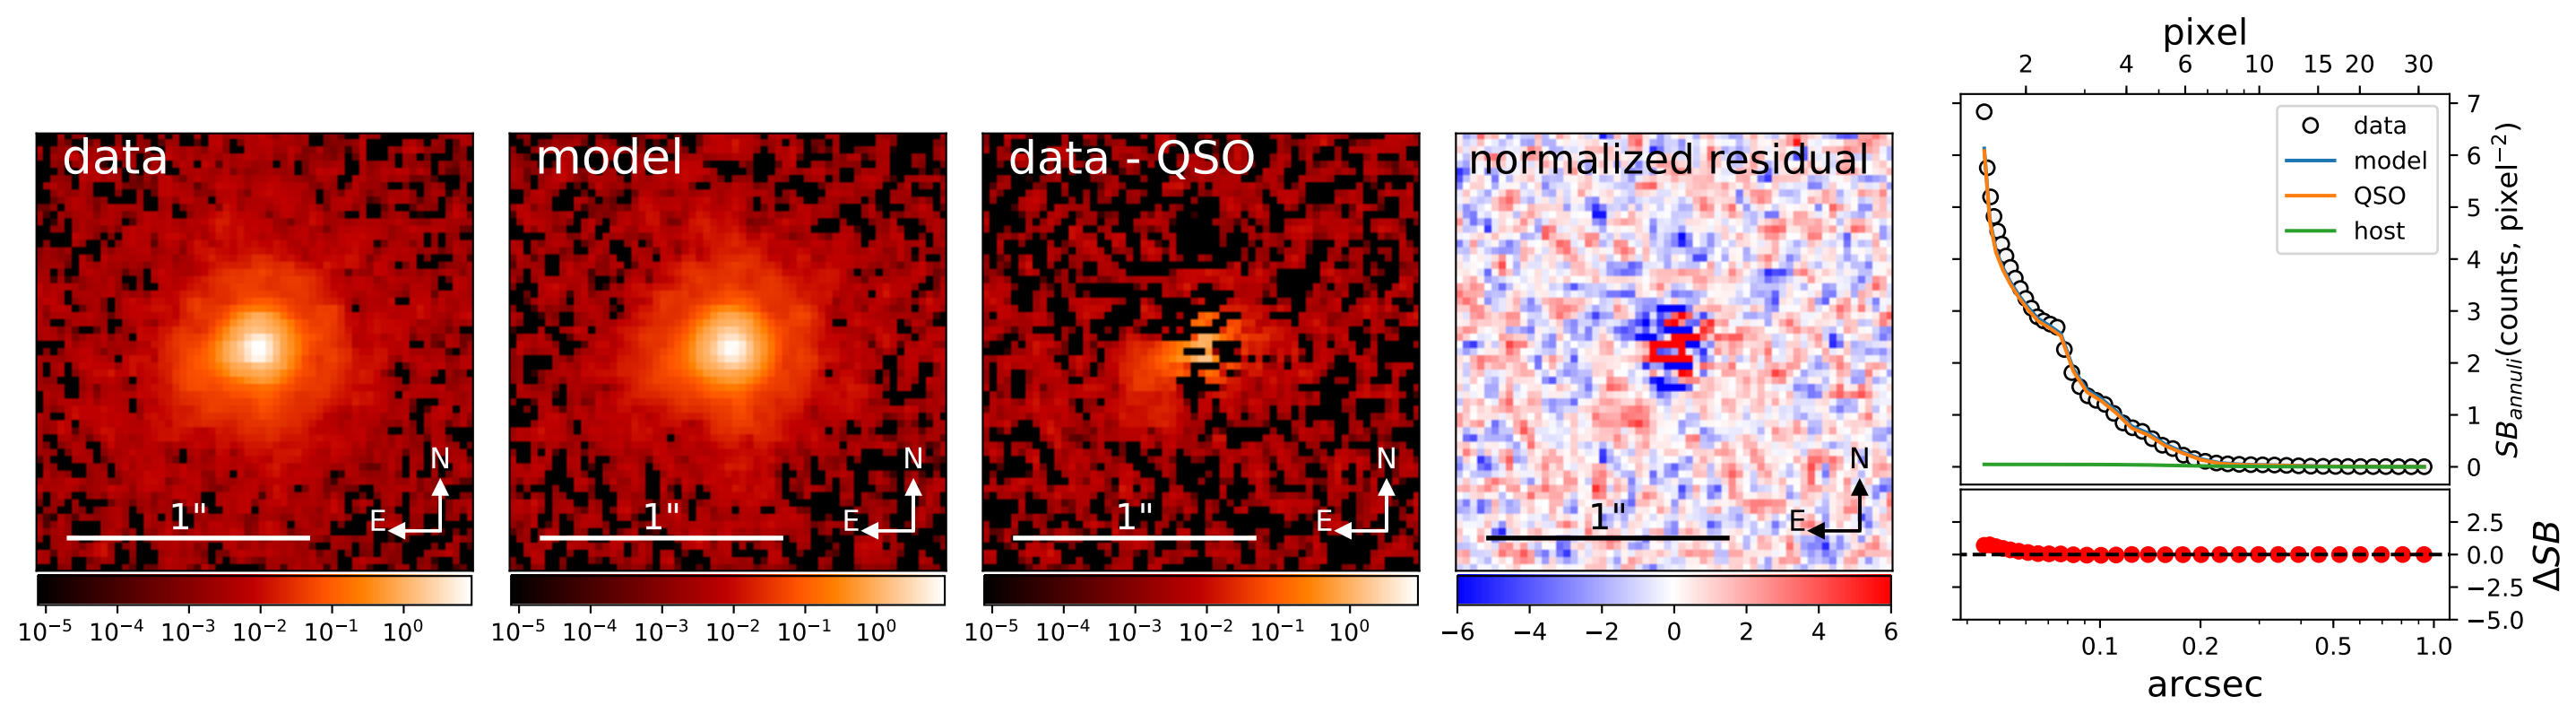 data
1"
N
E
10⁻⁵ 10⁻⁴ 10⁻³ 10⁻² 10⁻¹ 10⁰
model
1"
N
E
10⁻⁵ 10⁻⁴ 10⁻³ 10⁻² 10⁻¹ 10⁰
data - QSO
1"
N
E
10⁻⁵ 10⁻⁴ 10⁻³ 10⁻² 10⁻¹ 10⁰
normalized residual
1"
N
E
−6 −4 −2 0 2 4 6
pixel
2 4 6 10 15 20 30
data
model
QSO
host
7
6
5
4
3
2
1
0
SB_annuli(counts, pixel⁻²)
2.5
0.0
−2.5
−5.0
ΔSB
0.1 0.2 0.5 1.0
arcsec